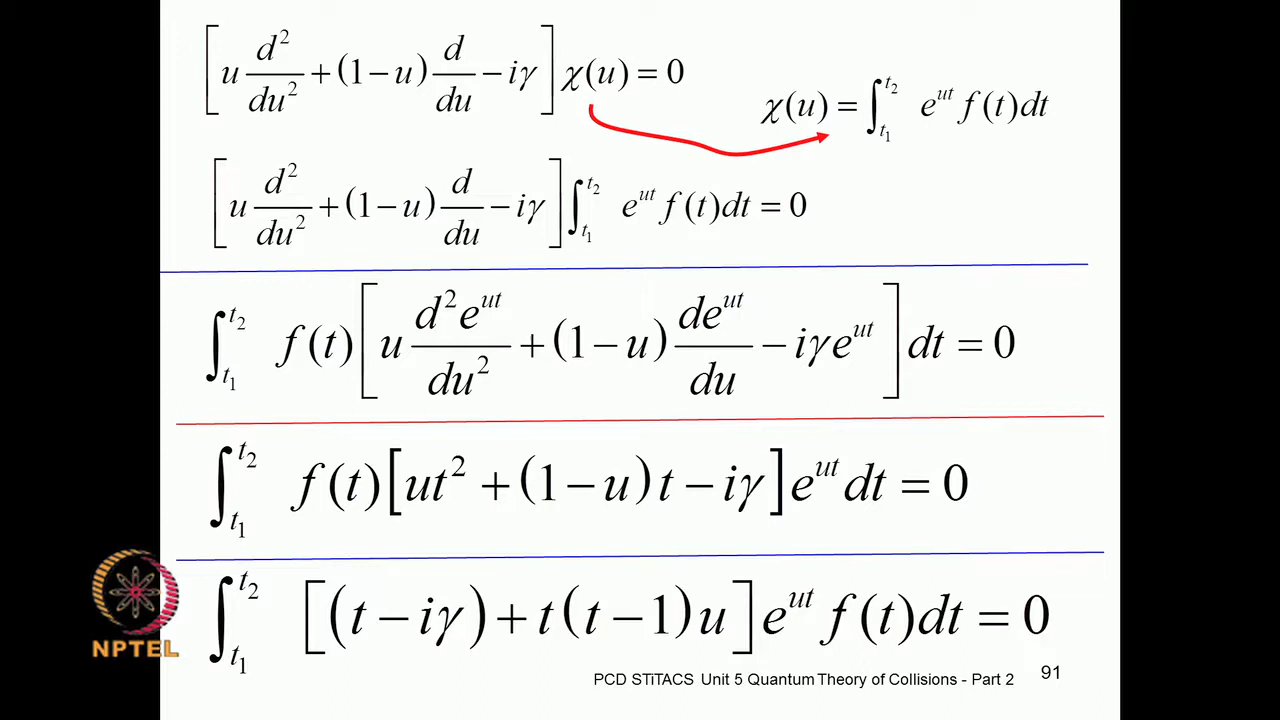 [u d²/du² + (1−u) d/du − iγ] χ(u) = 0
χ(u) = ∫_{t₁}^{t₂} e^{ut} f(t)dt
[u d²/du² + (1−u) d/du − iγ] ∫_{t₁}^{t₂} e^{ut} f(t)dt = 0
∫_{t₁}^{t₂} f(t)[u d²e^{ut}/du² + (1−u) de^{ut}/du − iγe^{ut}] dt = 0
∫_{t₁}^{t₂} f(t)[ut² + (1−u)t − iγ]e^{ut}dt = 0
∫_{t₁}^{t₂} [(t−iγ) + t(t−1)u]e^{ut} f(t)dt = 0
NPTEL
PCD STiTACS Unit 5 Quantum Theory of Collisions - Part 2 91